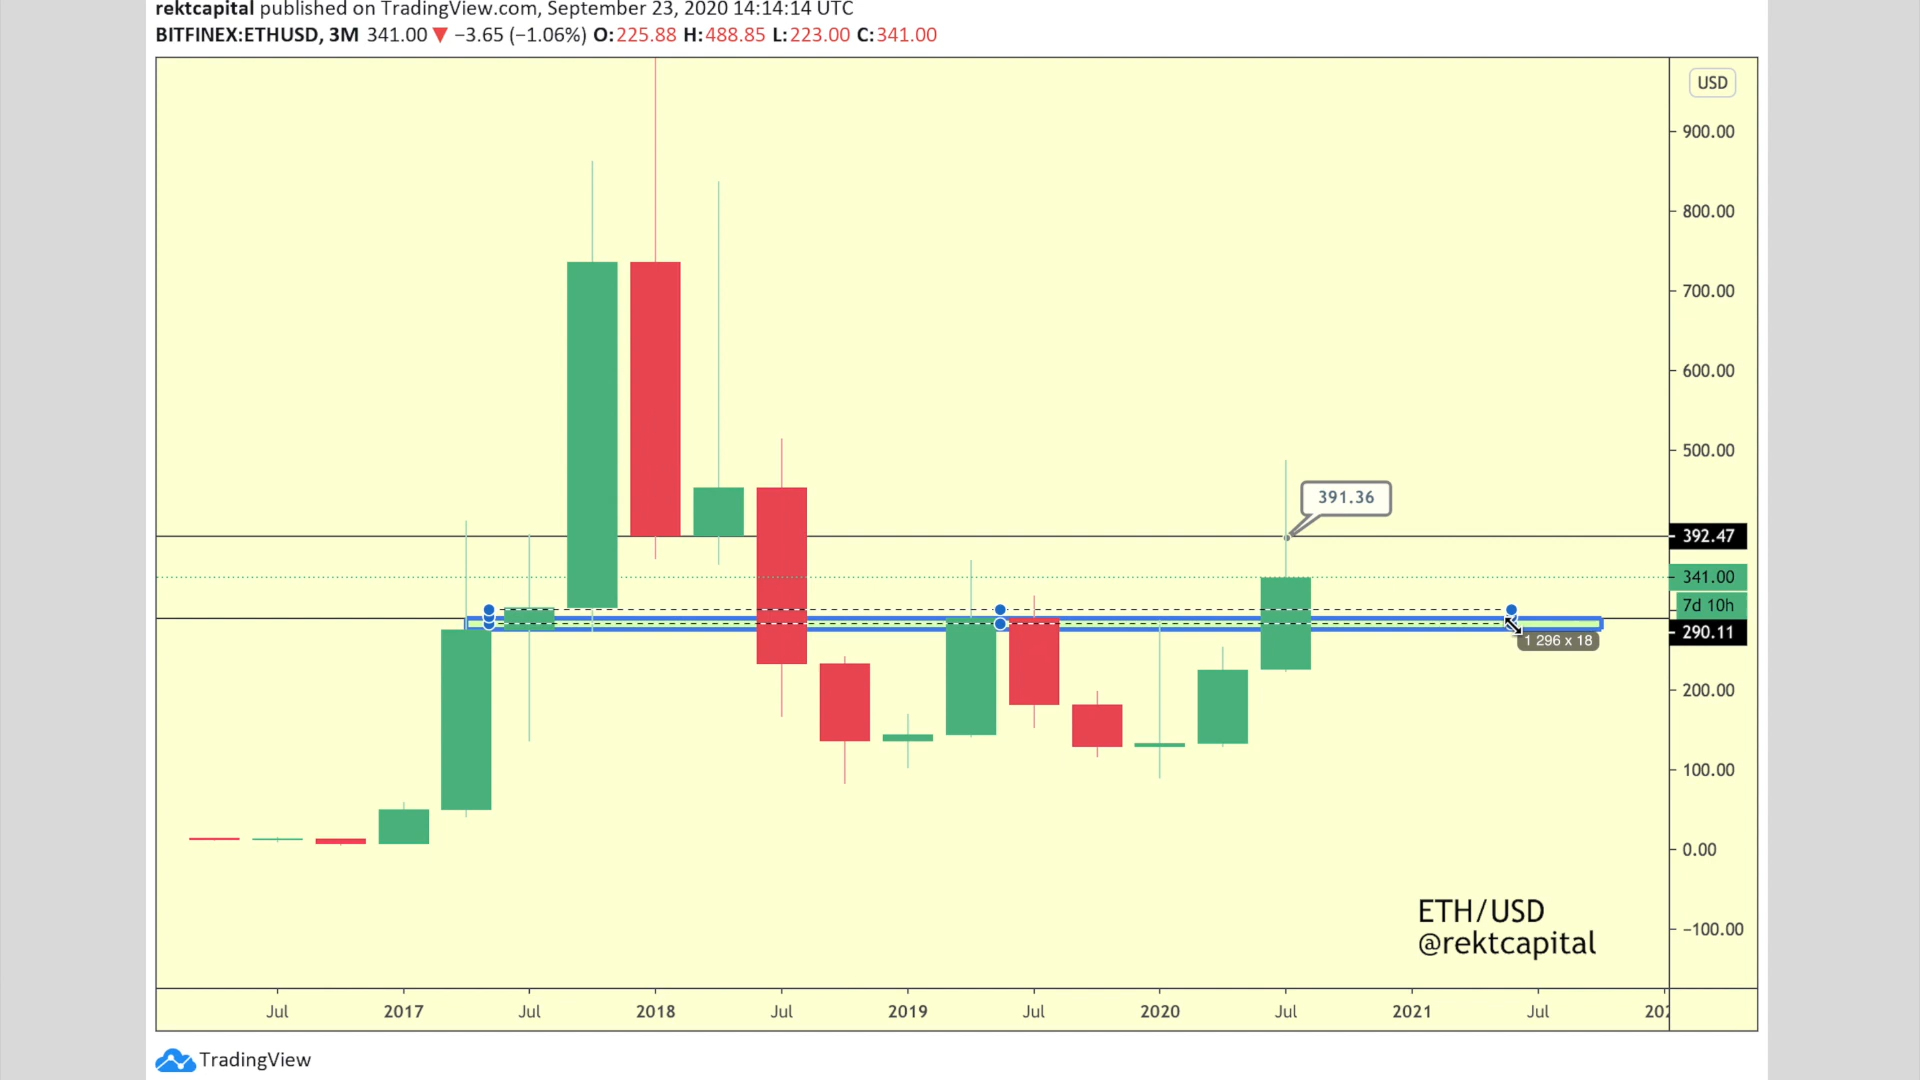 rektcapital published on TradingView.com, September 23, 2020 14:14:14 UTC
BITFINEX:ETHUSD, 3M 341.00 ▼ −3.65 (−1.06%) O:225.88 H:488.85 L:223.00 C:341.00
USD
900.00
800.00
700.00
600.00
500.00
391.36
392.47
341.00
7d 10h
290.11
1 296 x 18
200.00
100.00
0.00
−100.00
ETH/USD
@rektcapital
Jul 2017 Jul 2018 Jul 2019 Jul 2020 Jul 2021 Jul
TradingView